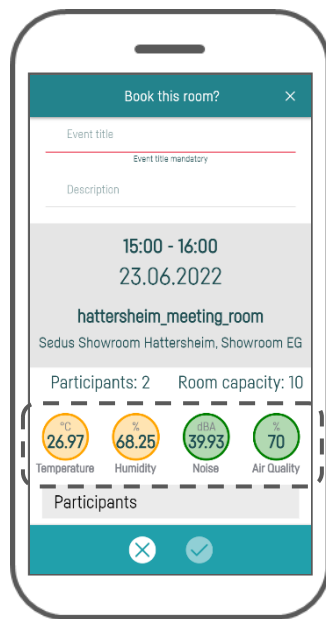 Book this room? ×
Event title
Event title mandatory
Description
15:00 - 16:00
23.06.2022
hattersheim_meeting_room
Sedus Showroom Hattersheim, Showroom EG
Participants: 2 Room capacity: 10
°C % dBA %
26.97 68.25 39.93 70
Temperature Humidity Noise Air Quality
Participants